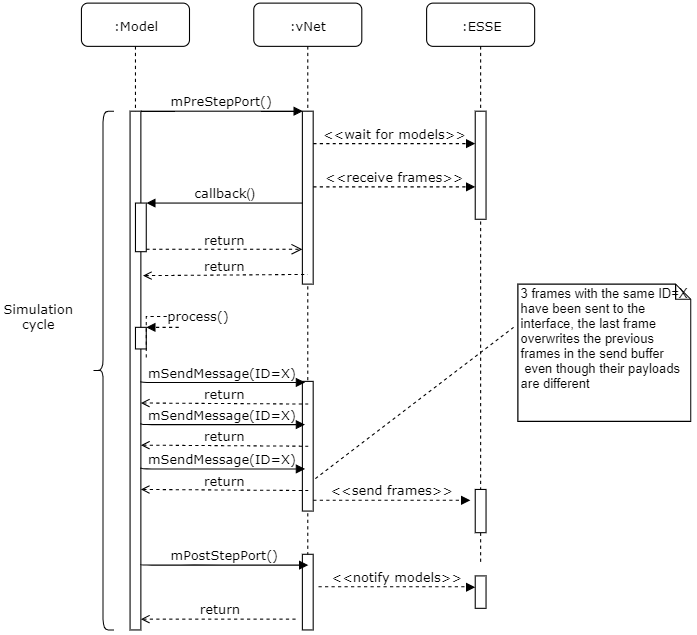 :Model
:vNet
:ESSE
mPreStepPort()
<<wait for models>>
<<receive frames>>
callback()
return
return
Simulation
cycle
process()
3 frames with the same ID=X
have been sent to the
interface, the last frame
overwrites the previous
frames in the send buffer
even though their payloads
are different
mSendMessage(ID=X)
return
mSendMessage(ID=X)
return
mSendMessage(ID=X)
return
<<send frames>>
mPostStepPort()
<<notify models>>
return